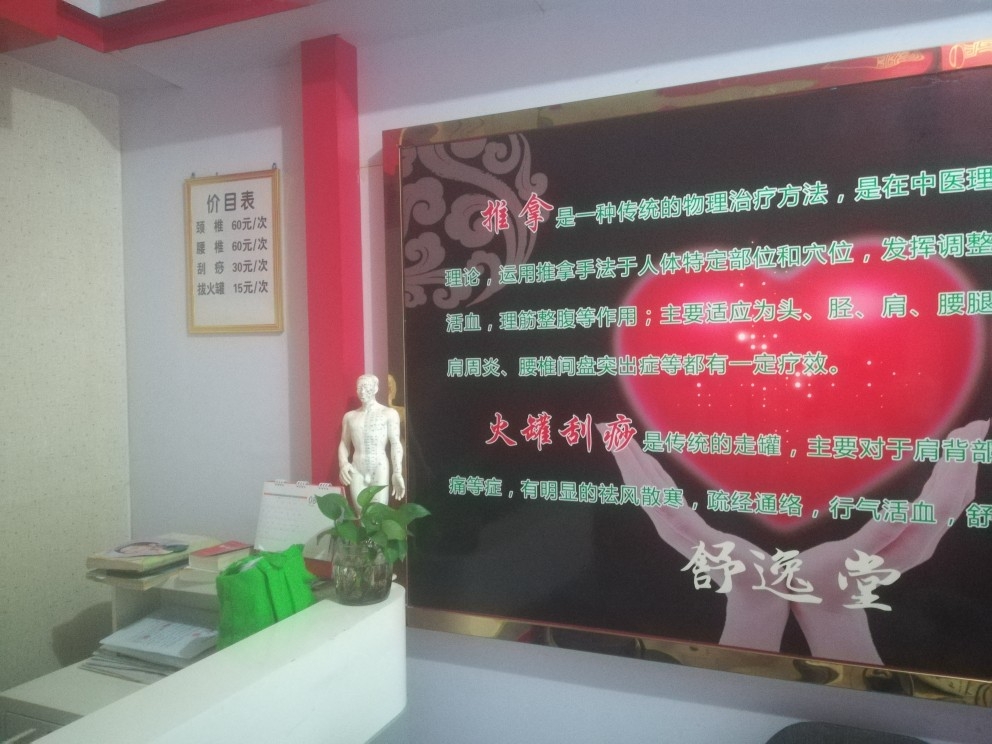 价目表
颈 椎 60元/次
腰 椎 60元/次
刮 痧 30元/次
拔火罐 15元/次
推拿是一种传统的物理治疗方法，是在中医理
理论，运用推拿手法于人体特定部位和穴位，发挥调整
活血，理筋整腹等作用；主要适应为头、胫、肩、腰腿
肩周炎、腰椎间盘突出症等都有一定疗效。
火罐刮痧是传统的走罐，主要对于肩背部
痛等症，有明显的祛风散寒，疏经通络，行气活血，舒
舒逸堂